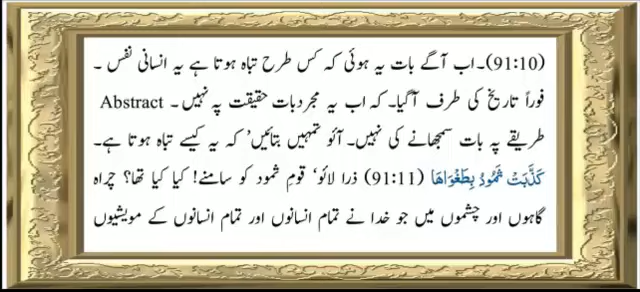 (91:10)۔ اب آگے بات یہ ہوئی کہ کس طرح تباہ ہوتا ہے یہ انسانی نفس ۔
فوراً تاریخ کی طرف آگیا۔ کہ اب یہ مجرد بات حقیقت پہ نہیں۔ Abstract
طریقے پہ بات سمجھانے کی نہیں۔ آئو تمہیں بتائیں' کہ یہ کیسے تباہ ہوتا ہے۔
كَذَّبَتْ ثَمُودُ بِطَغْوَاهَا (91:11) ذرا لائو' قومِ ثمود کو سامنے! کیا کیا تھا؟ چراہ
گاہوں اور چشموں میں جو خدا نے تمام انسانوں اور تمام انسانوں کے مویشیوں